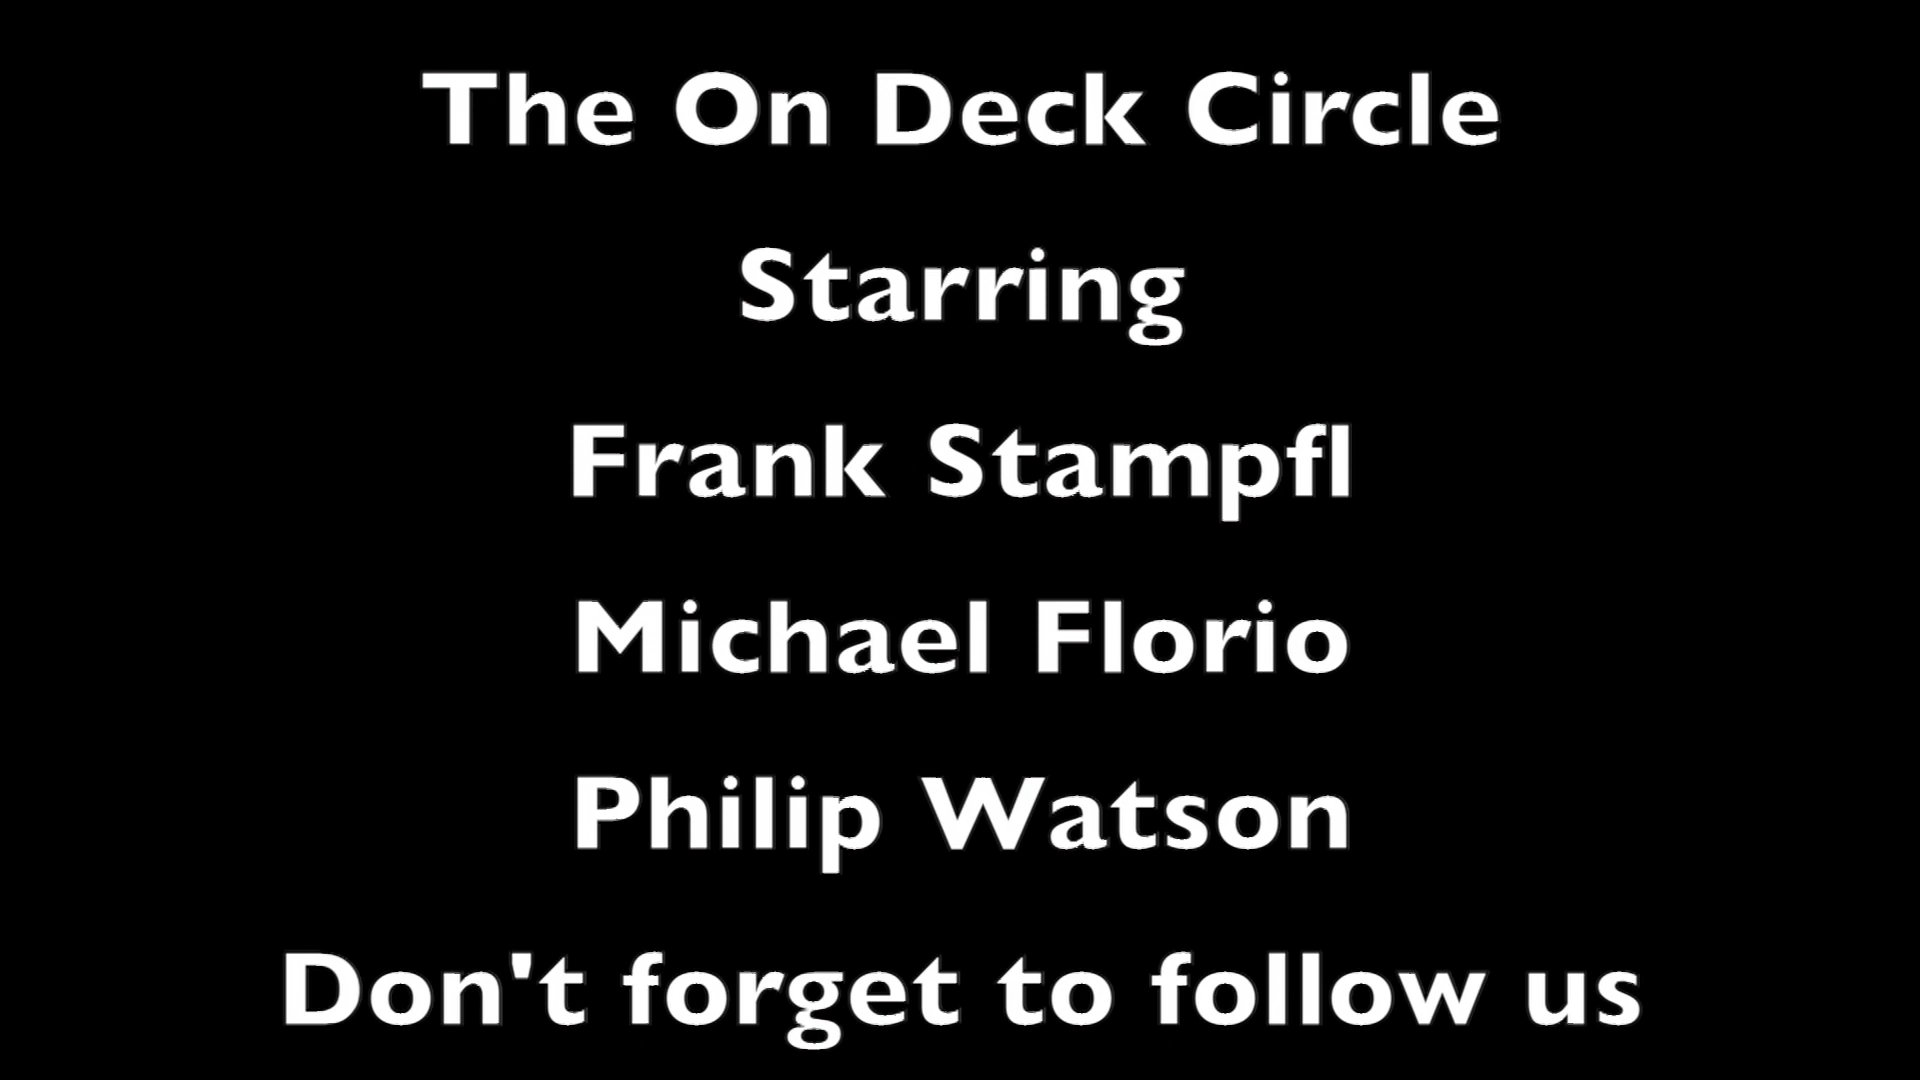 The On Deck Circle
Starring
Frank Stampfl
Michael Florio
Philip Watson
Don't forget to follow us